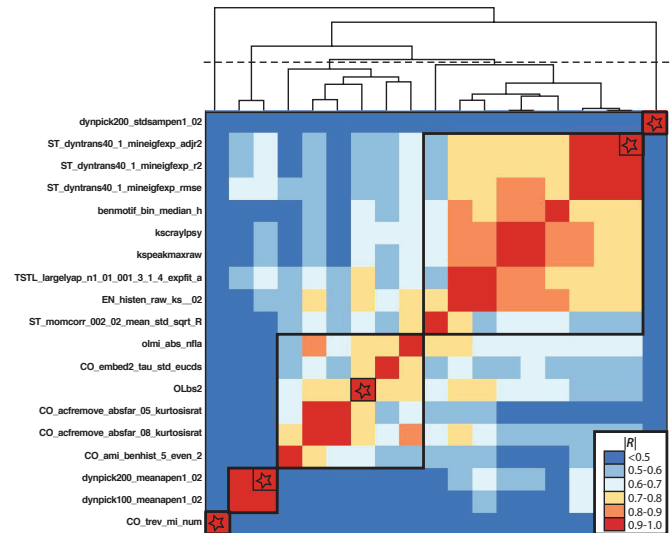 dynpick200_stdsampen1_02
ST_dyntrans40_1_mineigfexp_adjr2
ST_dyntrans40_1_mineigfexp_r2
ST_dyntrans40_1_mineigfexp_rmse
benmotif_bin_median_h
kscraylpsy
kspeakmaxraw
TSTL_largelyap_n1_01_001_3_1_4_expfit_a
EN_histen_raw_ks__02
ST_momcorr_002_02_mean_std_sqrt_R
olmi_abs_nfla
CO_embed2_tau_std_eucds
OLbs2
CO_acfremove_absfar_05_kurtosisrat
CO_acfremove_absfar_08_kurtosisrat
CO_ami_benhist_5_even_2
dynpick200_meanapen1_02
dynpick100_meanapen1_02
CO_trev_mi_num
|R|
<0.5
0.5-0.6
0.6-0.7
0.7-0.8
0.8-0.9
0.9-1.0